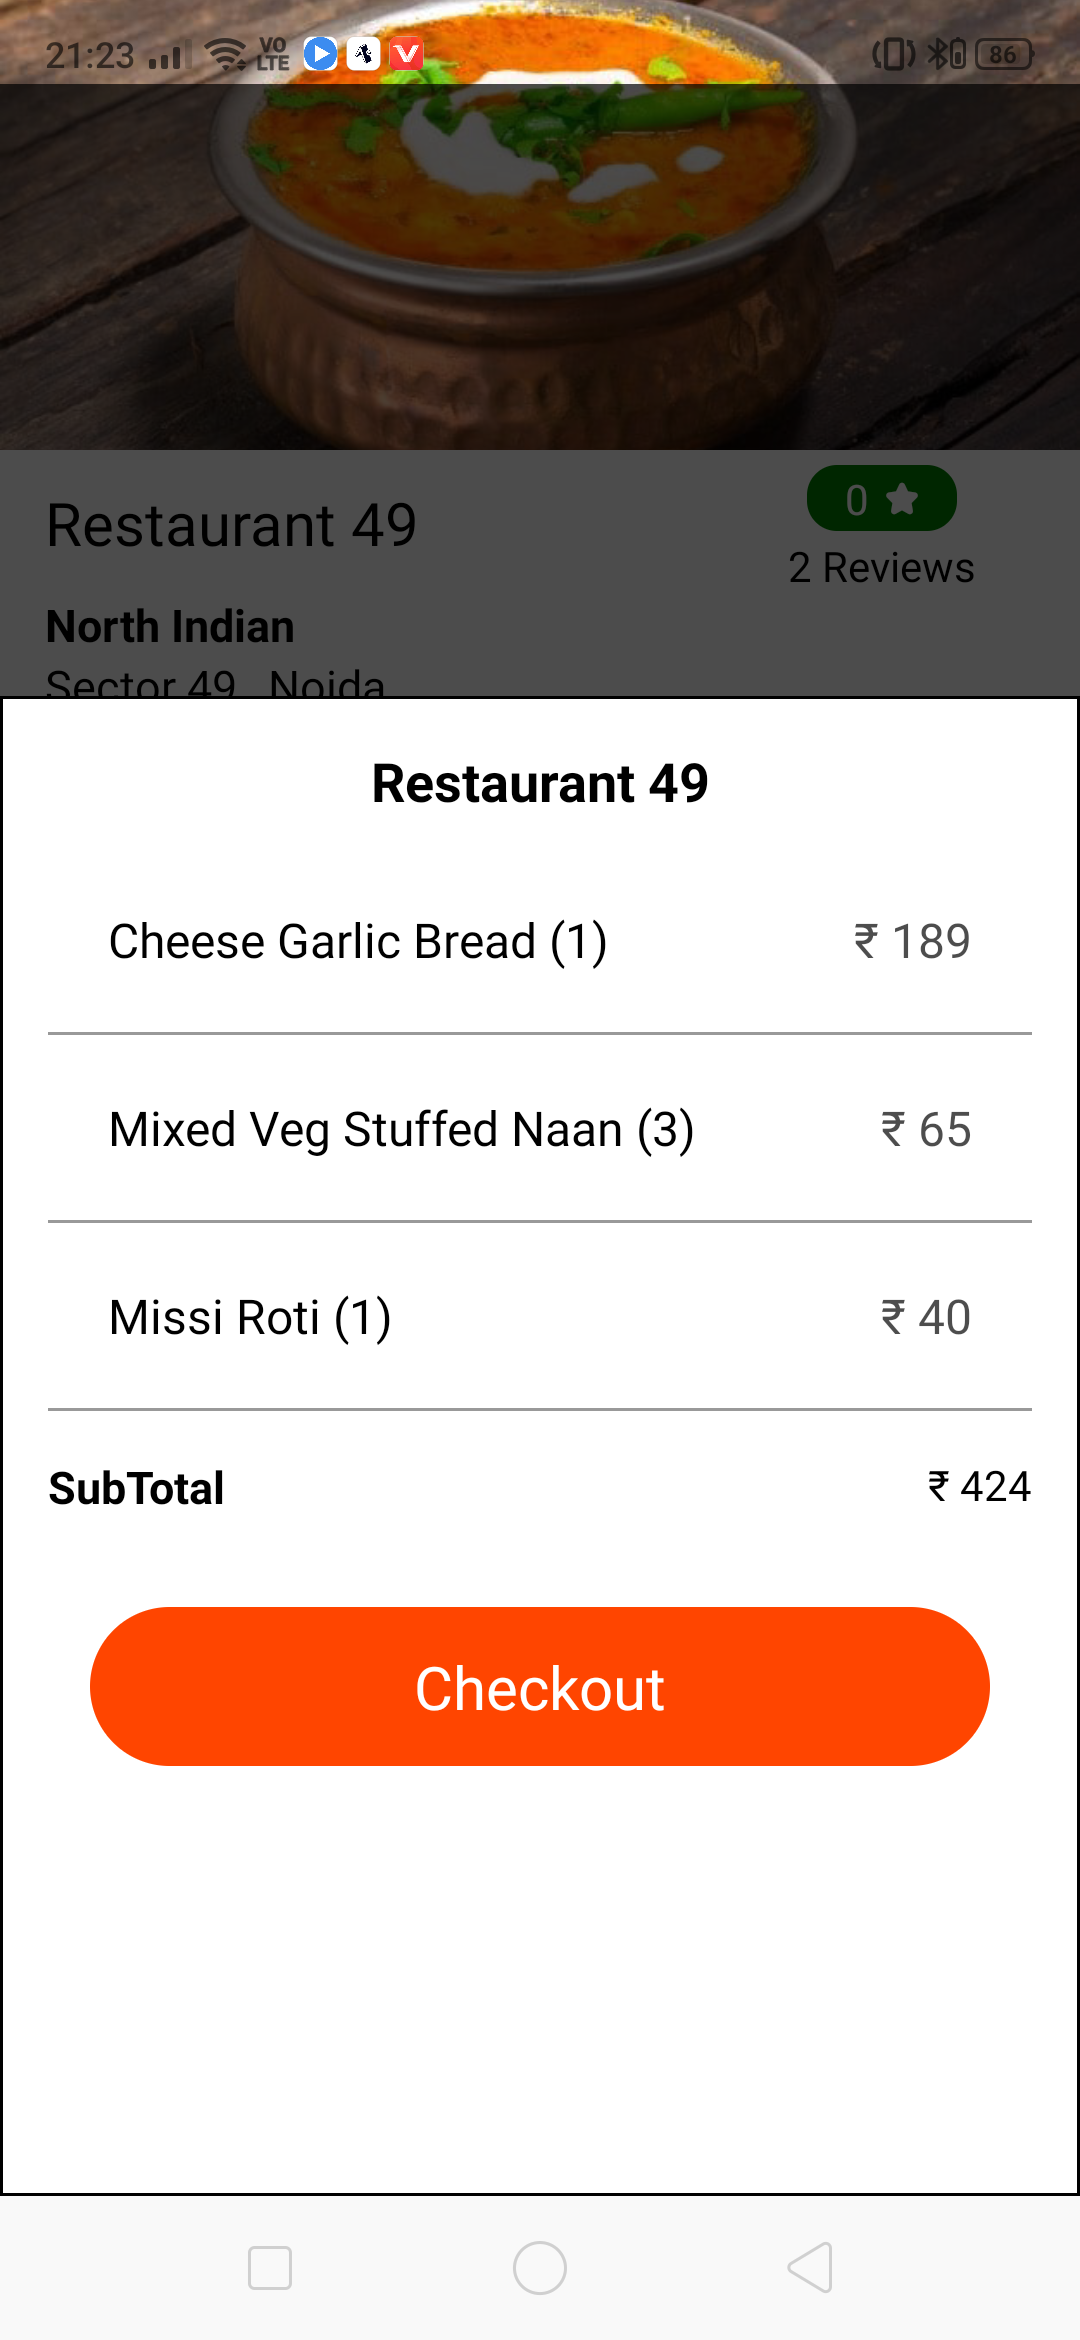 21:23 VO LTE 86
Restaurant 49
0
2 Reviews
North Indian
Sector 49 Noida
Restaurant 49
Cheese Garlic Bread (1) ₹ 189
Mixed Veg Stuffed Naan (3) ₹ 65
Missi Roti (1) ₹ 40
SubTotal ₹ 424
Checkout